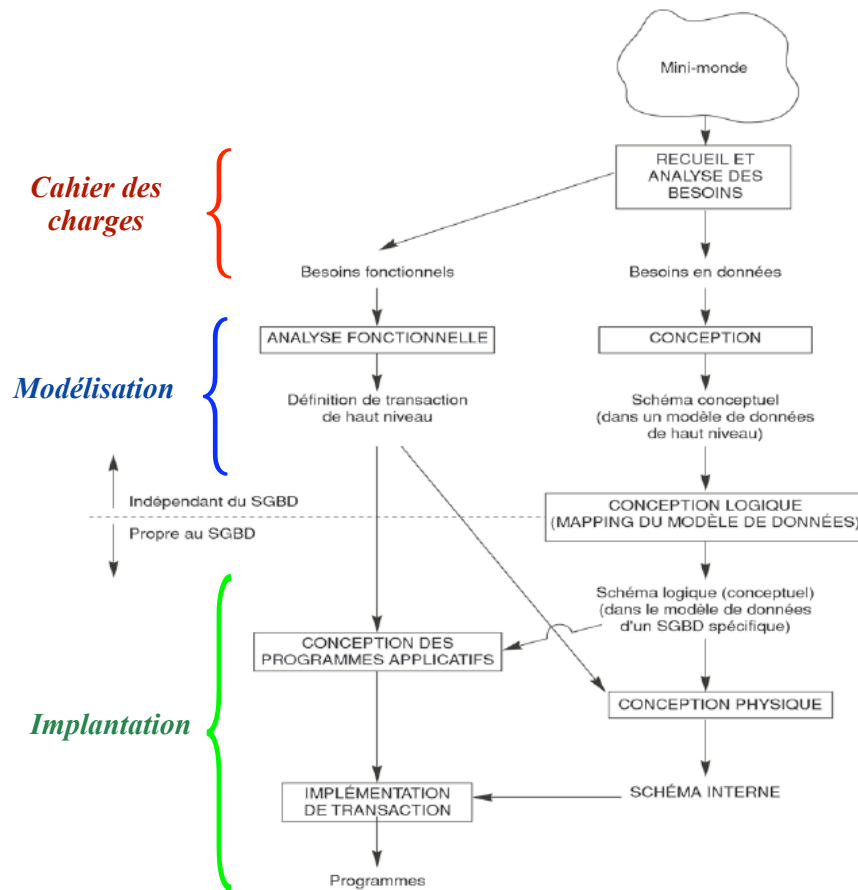 Mini-monde
RECUEIL ET
ANALYSE DES
BESOINS
Cahier des
charges
Besoins fonctionnels
Besoins en données
ANALYSE FONCTIONNELLE
CONCEPTION
Modélisation
Définition de transaction
de haut niveau
Schéma conceptuel
(dans un modèle de données
de haut niveau)
Indépendant du SGBD
CONCEPTION LOGIQUE
(MAPPING DU MODÈLE DE DONNÉES)
Propre au SGBD
Schéma logique (conceptuel)
(dans le modèle de données
d'un SGBD spécifique)
CONCEPTION DES
PROGRAMMES APPLICATIFS
CONCEPTION PHYSIQUE
Implantation
IMPLÉMENTATION
DE TRANSACTION
SCHÉMA INTERNE
Programmes